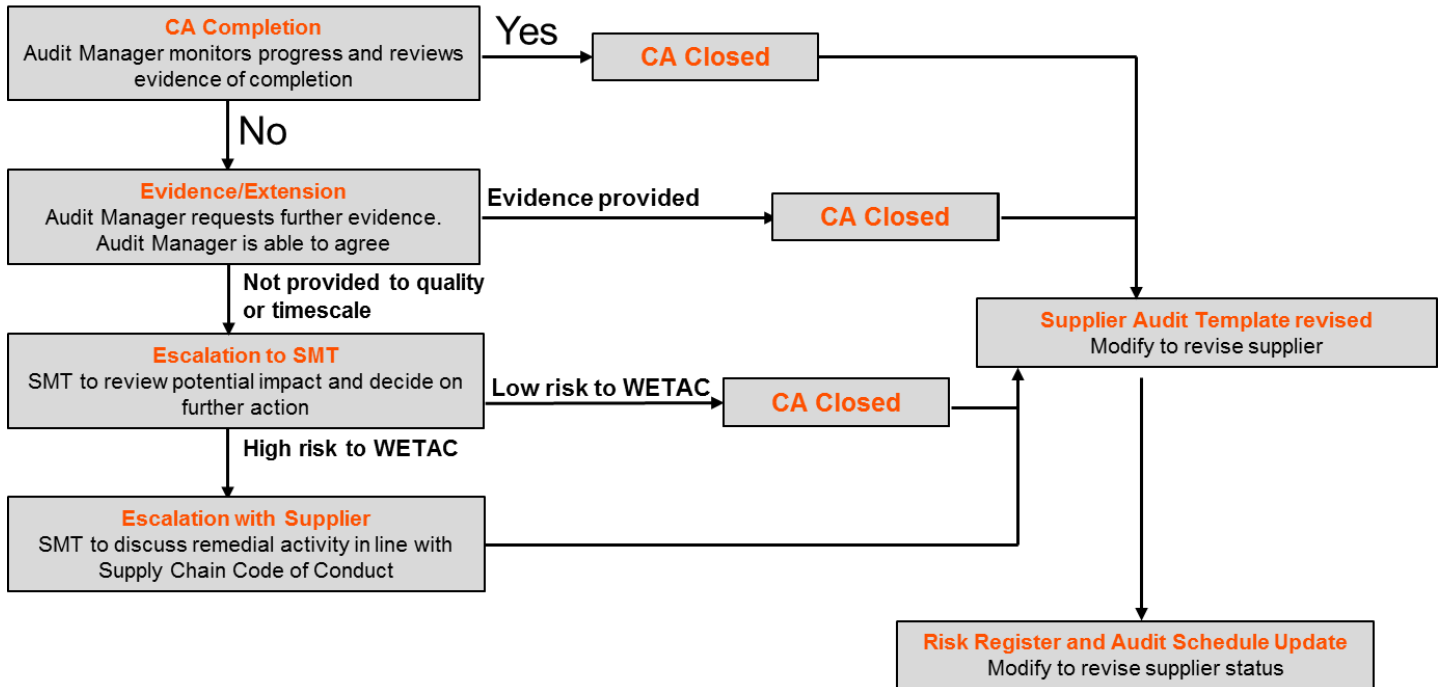 CA Completion
Audit Manager monitors progress and reviews
evidence of completion
Yes
CA Closed
No
Evidence/Extension
Audit Manager requests further evidence.
Audit Manager is able to agree
Evidence provided
CA Closed
Not provided to quality
or timescale
Supplier Audit Template revised
Modify to revise supplier
Escalation to SMT
SMT to review potential impact and decide on
further action
Low risk to WETAC
CA Closed
High risk to WETAC
Escalation with Supplier
SMT to discuss remedial activity in line with
Supply Chain Code of Conduct
Risk Register and Audit Schedule Update
Modify to revise supplier status